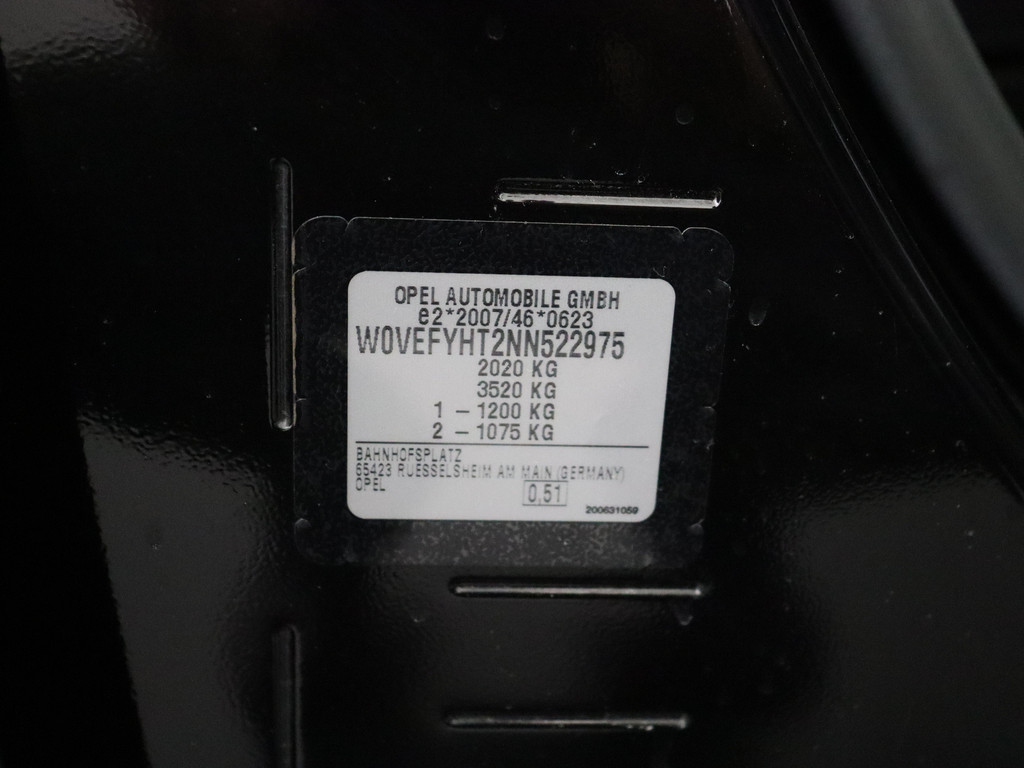 OPEL AUTOMOBILE GMBH
e2*2007/46*0623
W0VEFYHT2NN522975
2020 KG
3520 KG
1 - 1200 KG
2 - 1075 KG
BAHNHOFSPLATZ
65423 RUESSELSHEIM AM MAIN (GERMANY)
OPEL
0,51
200631059